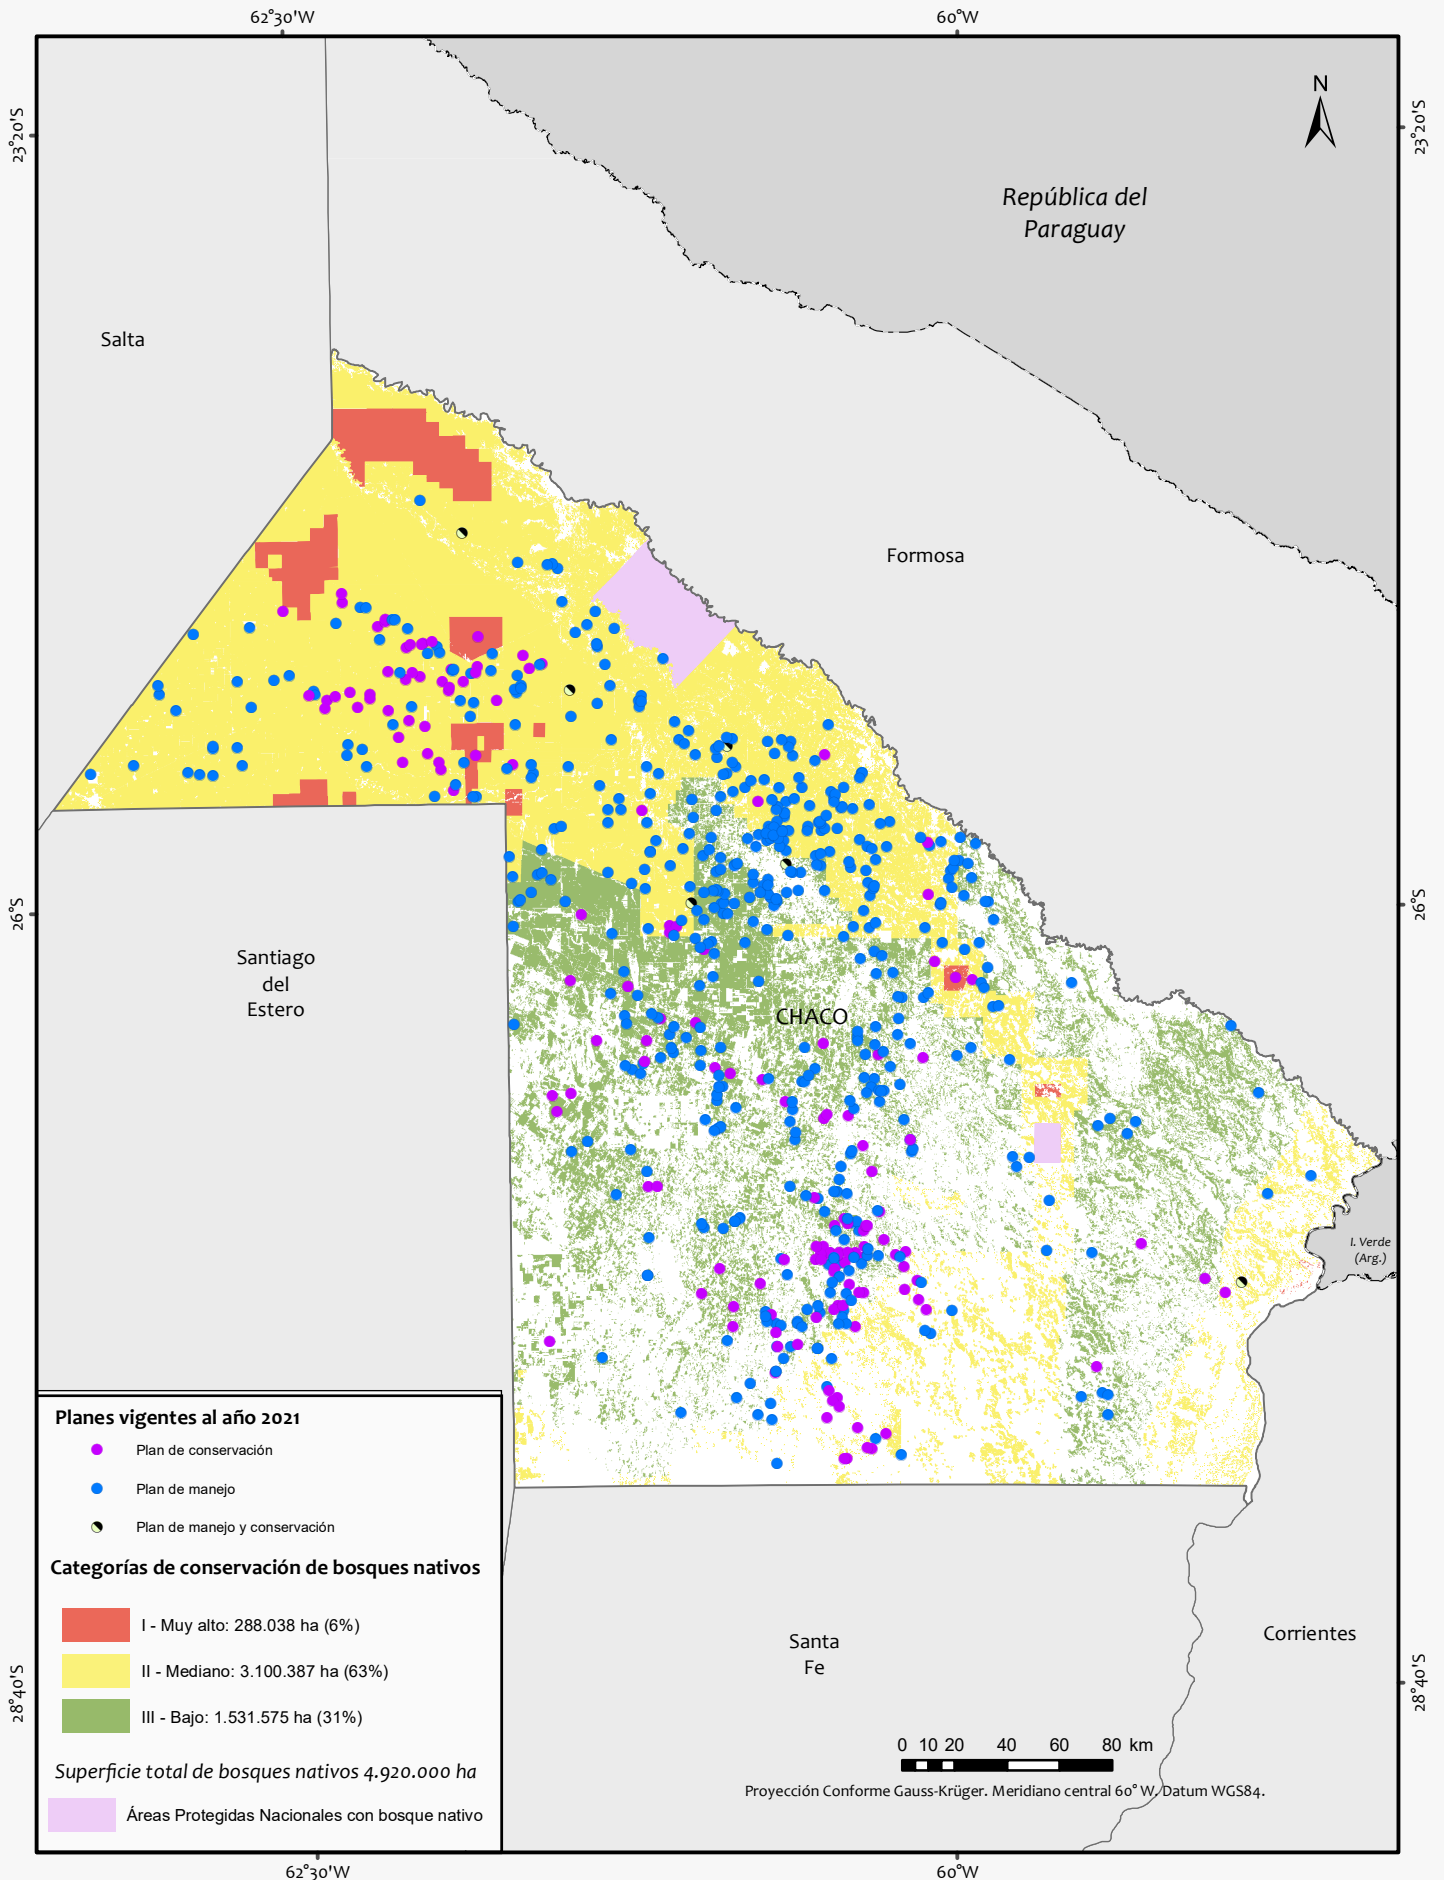 62°30'W
60°W
23°20'S
23°20'S
N
República del
Paraguay
Salta
Formosa
26°S
26°S
Santiago
del
Estero
CHACO
I. Verde
(Arg.)
Planes vigentes al año 2021
Plan de conservación
Plan de manejo
Plan de manejo y conservación
Categorías de conservación de bosques nativos
I - Muy alto: 288.038 ha (6%)
II - Mediano: 3.100.387 ha (63%)
III - Bajo: 1.531.575 ha (31%)
Superficie total de bosques nativos 4.920.000 ha
Áreas Protegidas Nacionales con bosque nativo
Santa
Fe
Corrientes
28°40'S
28°40'S
0 10 20 40 60 80 km
Proyección Conforme Gauss-Krüger. Meridiano central 60° W. Datum WGS84.
62°30'W
60°W